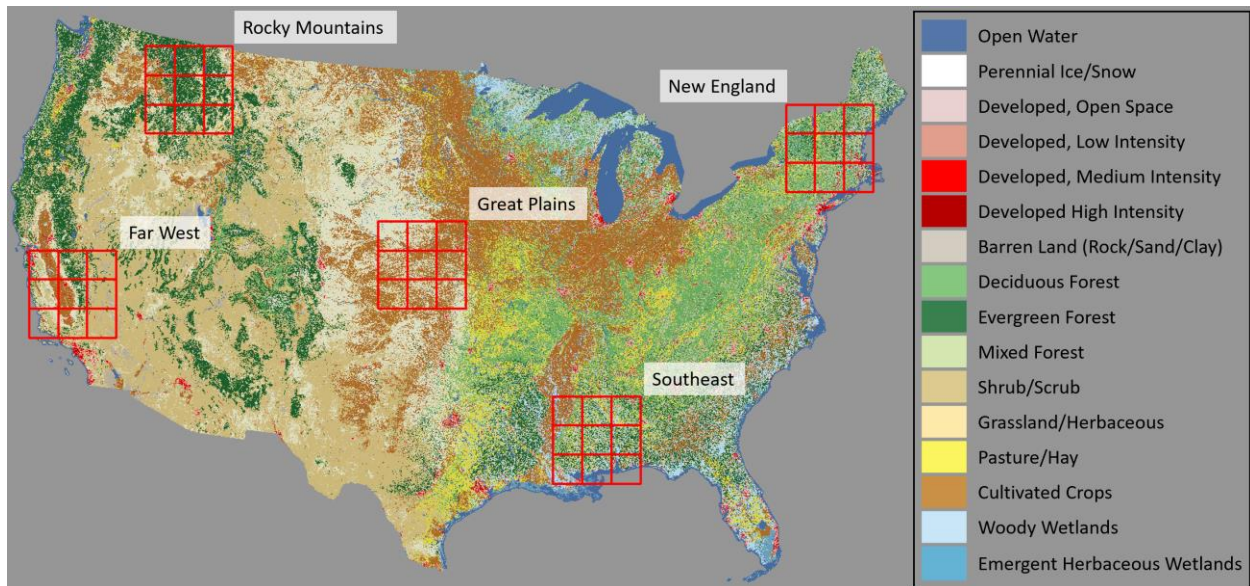 Rocky Mountains
New England
Great Plains
Far West
Southeast
Open Water
Perennial Ice/Snow
Developed, Open Space
Developed, Low Intensity
Developed, Medium Intensity
Developed High Intensity
Barren Land (Rock/Sand/Clay)
Deciduous Forest
Evergreen Forest
Mixed Forest
Shrub/Scrub
Grassland/Herbaceous
Pasture/Hay
Cultivated Crops
Woody Wetlands
Emergent Herbaceous Wetlands